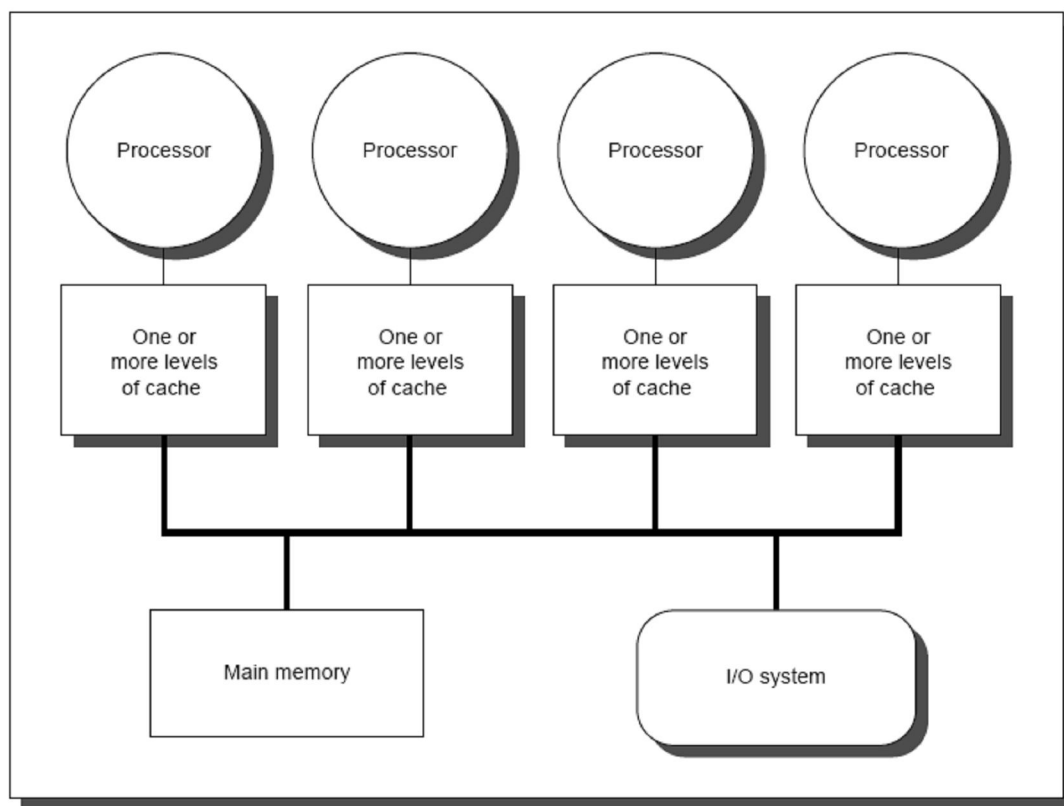 Processor
Processor
Processor
Processor
One or
more levels
of cache
One or
more levels
of cache
One or
more levels
of cache
One or
more levels
of cache
Main memory
I/O system